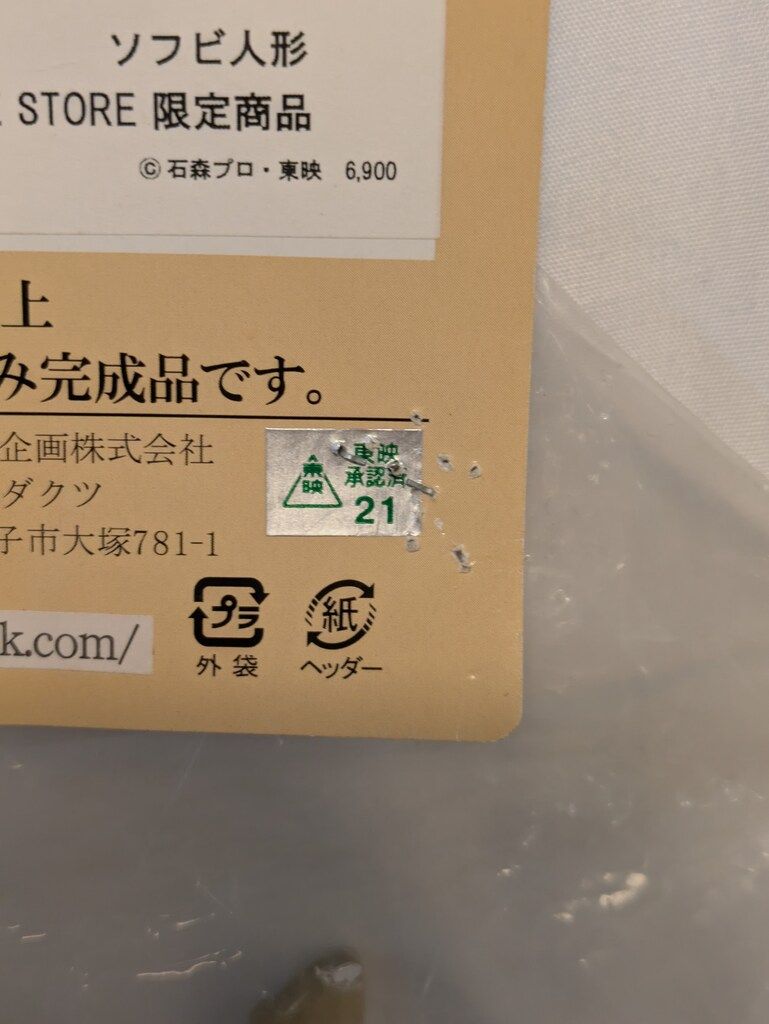 ソフビ人形
STORE 限定商品
©石森プロ・東映 6,900
上
み完成品です。
企画株式会社
ダクツ
子市大塚781-1
東映
東映
承認済
21
k.com/
プラ
外袋
紙
ヘッダー